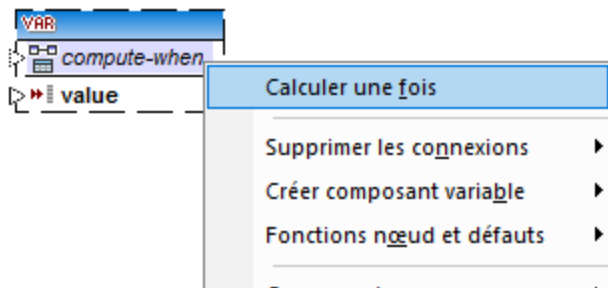 VAR
compute-when
value
Calculer une fois
Supprimer les connexions
Créer composant variable
Fonctions nœud et défauts